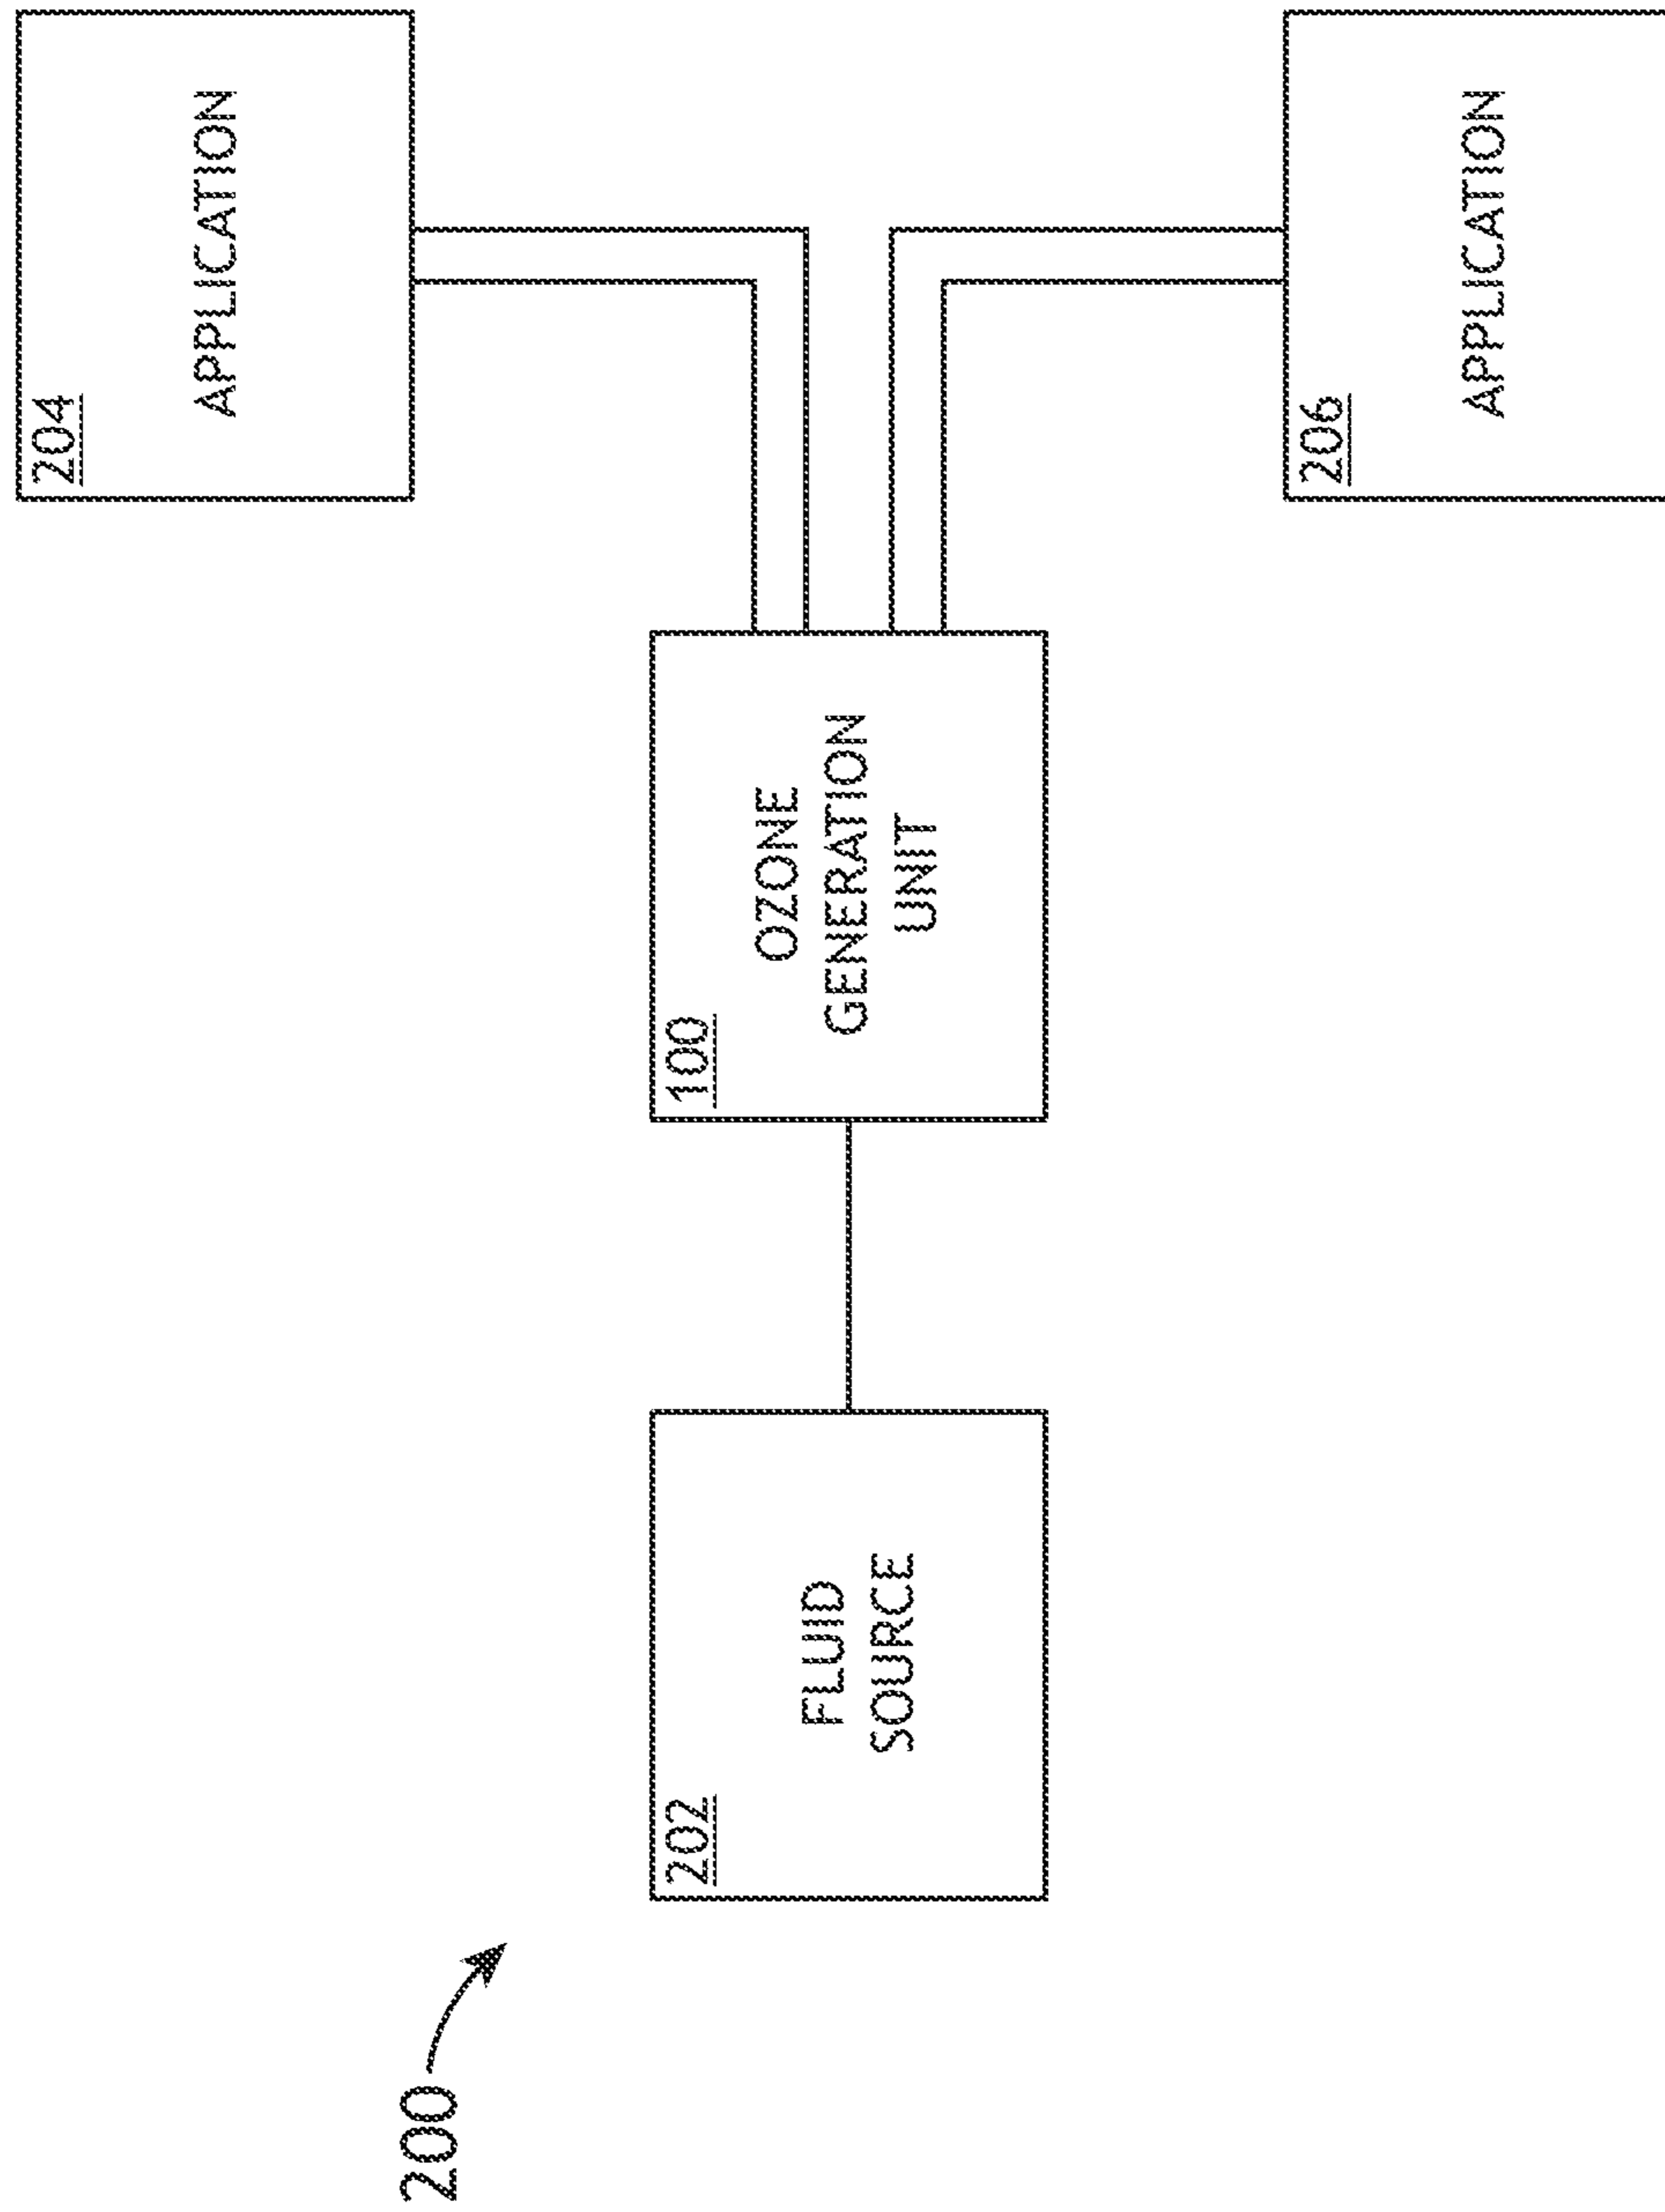 200
202
FLUID
SOURCE
100
OZONE
GENERATION
UNIT
204
APPLICATION
206
APPLICATION